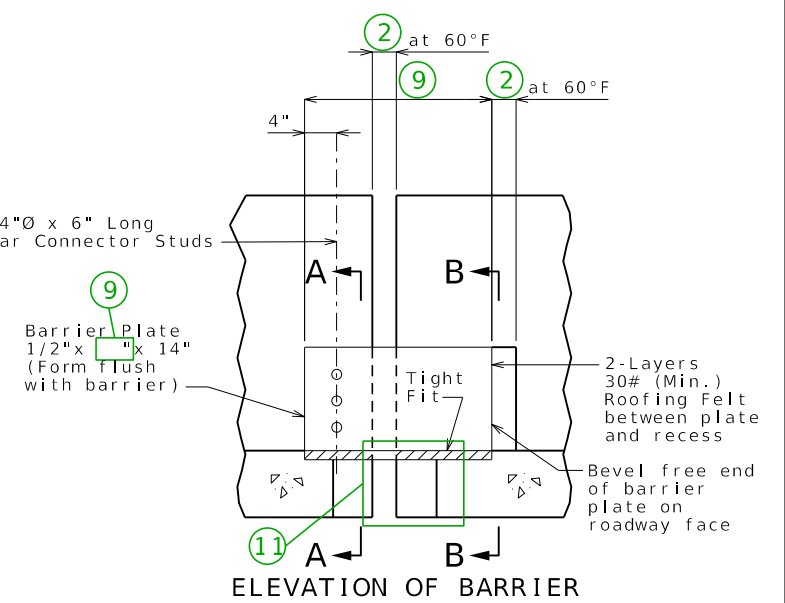 2 at 60°F
9
2 at 60°F
4"
4"Ø x 6" Long
ar Connector Studs
A
B
9
Barrier Plate
1/2"x "x 14"
(Form flush
with barrier)
Tight
Fit
2-Layers
30# (Min.)
Roofing Felt
between plate
and recess
Bevel free end
of barrier
plate on
roadway face
11
A
B
ELEVATION OF BARRIER